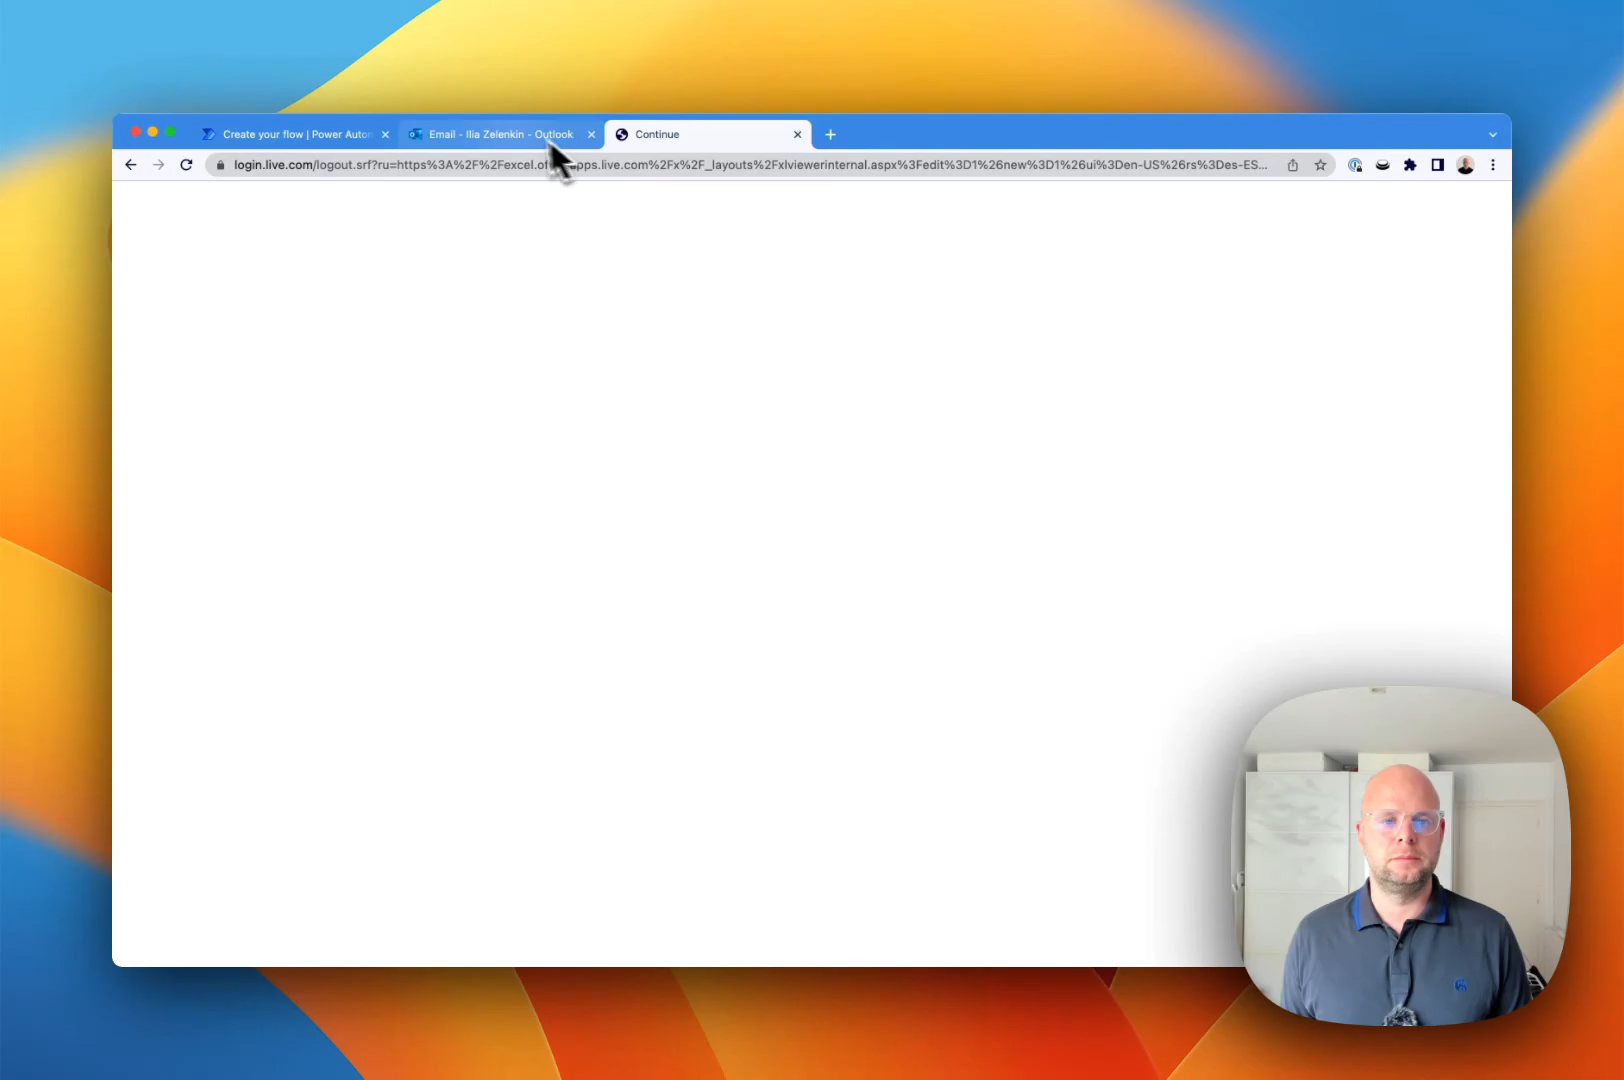 Create your flow | Power Autom
Email - Ilia Zelenkin - Outlook
Continue
login.live.com/logout.srf?ru=https%3A%2F%2Fexcel.of pps.live.com%2Fx%2F_layouts%2Fxlviewerinternal.aspx%3Fedit%3D1%26new%3D1%26ui%3Den-US%26rs%3Des-ES...